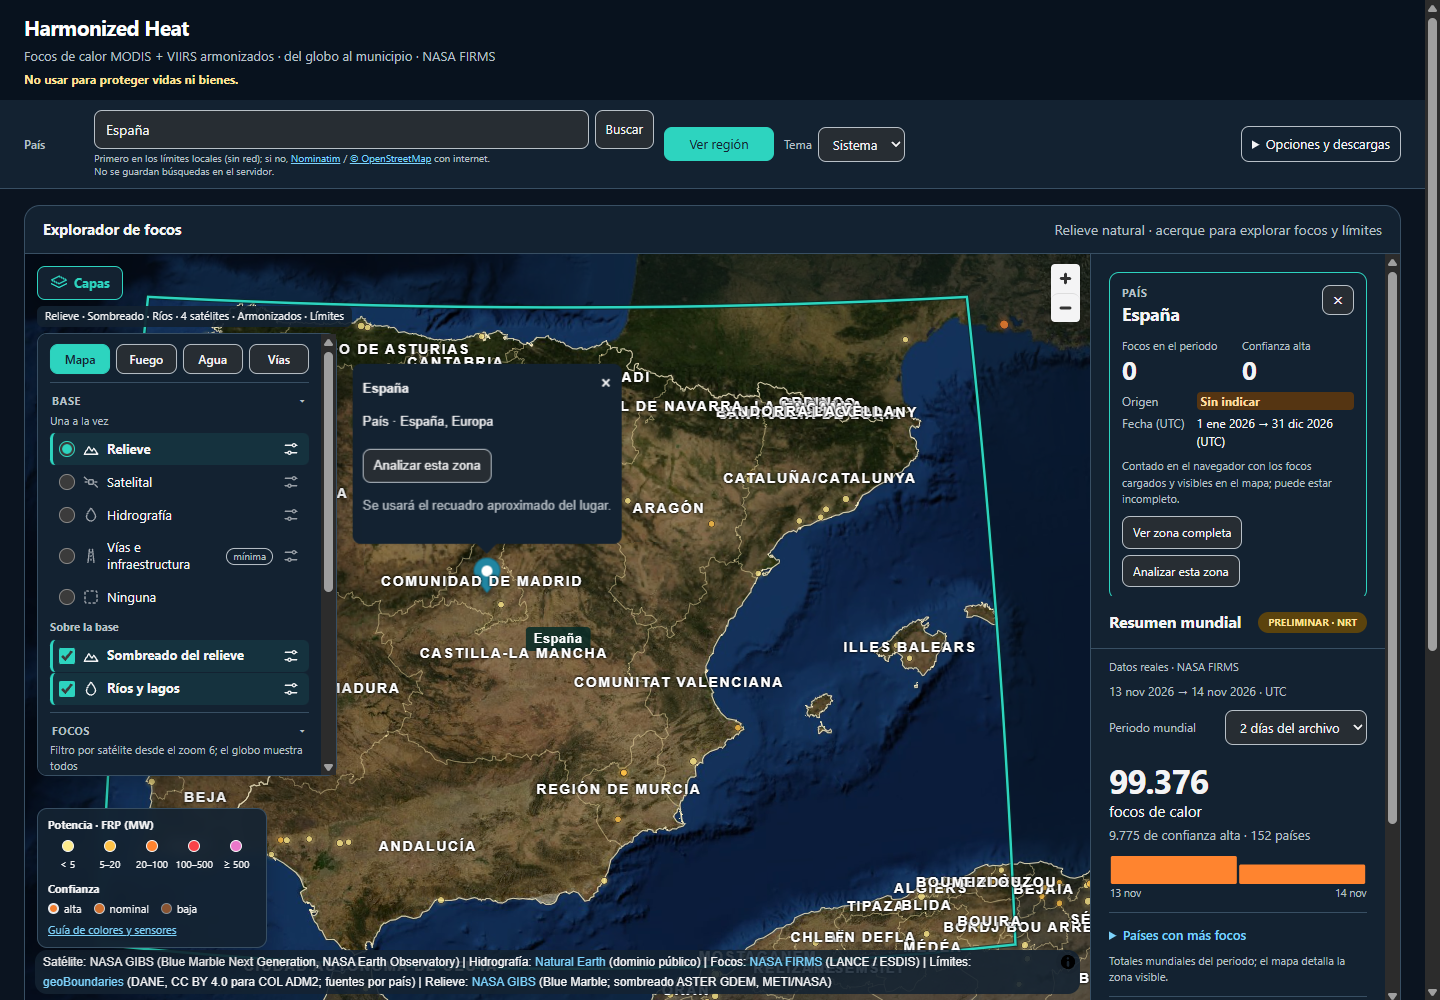 Harmonized Heat
Focos de calor MODIS + VIIRS armonizados · del globo al municipio · NASA FIRMS
No usar para proteger vidas ni bienes.
País
España
Buscar
Ver región
Tema
Sistema
Opciones y descargas
Primero en los límites locales (sin red); si no, Nominatim / © OpenStreetMap con internet.
No se guardan búsquedas en el servidor.
Explorador de focos
Relieve natural · acerque para explorar focos y límites
Capas
Relieve · Sombreado · Ríos · 4 satélites · Armonizados · Límites
Mapa
Fuego
Agua
Vías
BASE
Una a la vez
Relieve
Satelital
Hidrografía
Vías e
infraestructura
mínima
Ninguna
Sobre la base
Sombreado del relieve
Ríos y lagos
FOCOS
Filtro por satélite desde el zoom 6; el globo muestra
todos
Potencia · FRP (MW)
< 5
5–20
20–100
100–500
≥ 500
Confianza
alta
nominal
baja
Guía de colores y sensores
O DE ASTURIAS
CANTABRIA
ADI
L DE NAVARRA
CATALUÑA/CATALUNYA
ARAGÓN
España
País · España, Europa
Analizar esta zona
Se usará el recuadro aproximado del lugar.
COMUNIDAD DE MADRID
España
CASTILLA-LA MANCHA
ILLES BALEARS
IADURA
COMUNITAT VALENCIANA
BEJA
REGIÓN DE MURCIA
ANDALUCÍA
ALGIERS
BEJAIA
TIPAZA
BLIDA
BOUIRA
BORDJ BOU ARRE
CHLEF
MÉDÉA
Satélite: NASA GIBS (Blue Marble Next Generation, NASA Earth Observatory) | Hidrografía: Natural Earth (dominio público) | Focos: NASA FIRMS (LANCE / ESDIS) | Límites:
geoBoundaries (DANE, CC BY 4.0 para COL ADM2; fuentes por país) | Relieve: NASA GIBS (Blue Marble; sombreado ASTER GDEM, METI/NASA)
PAÍS
España
Focos en el periodo
Confianza alta
0
0
Origen
Sin indicar
Fecha (UTC)
1 ene 2026 → 31 dic 2026
(UTC)
Contado en el navegador con los focos
cargados y visibles en el mapa; puede estar
incompleto.
Ver zona completa
Analizar esta zona
Resumen mundial
PRELIMINAR · NRT
Datos reales · NASA FIRMS
13 nov 2026 → 14 nov 2026 · UTC
Periodo mundial
2 días del archivo
99.376
focos de calor
9.775 de confianza alta · 152 países
13 nov
14 nov
Países con más focos
Totales mundiales del periodo; el mapa detalla la
zona visible.